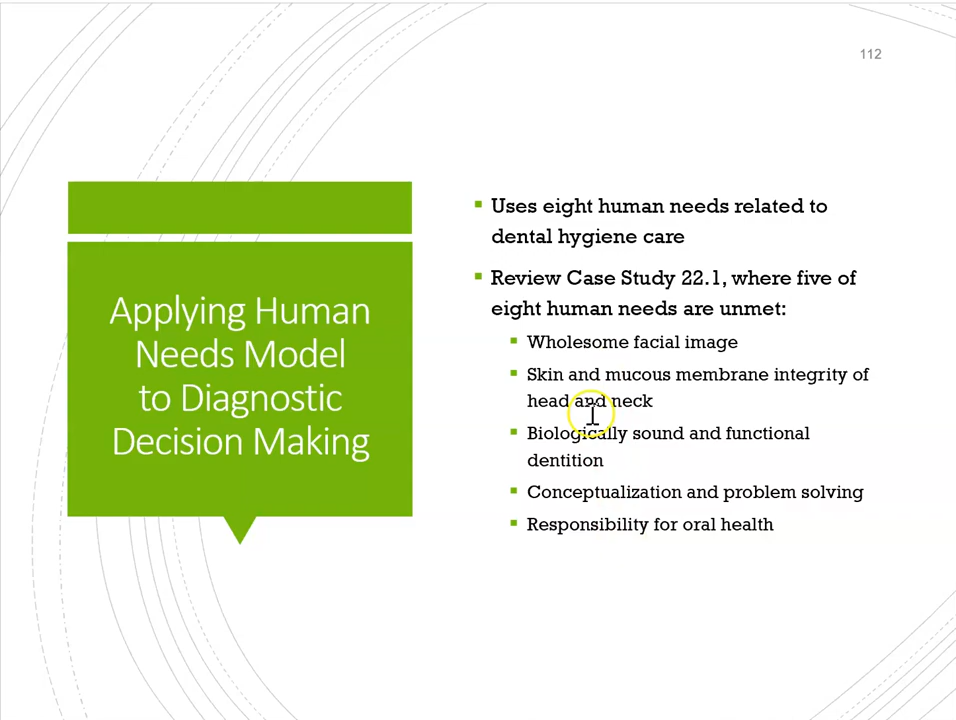 112
Applying Human
Needs Model
to Diagnostic
Decision Making
Uses eight human needs related to
dental hygiene care
Review Case Study 22.1, where five of
eight human needs are unmet:
Wholesome facial image
Skin and mucous membrane integrity of
head and neck
Biologically sound and functional
dentition
Conceptualization and problem solving
Responsibility for oral health